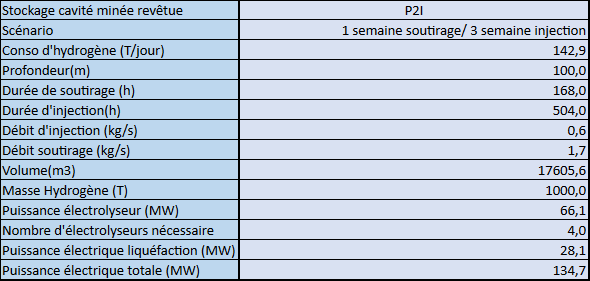 Stockage cavité minée revêtue P2I
Scénario 1 semaine soutirage/ 3 semaine injection
Conso d'hydrogène (T/jour) 142,9
Profondeur(m) 100,0
Durée de soutirage (h) 168,0
Durée d'injection(h) 504,0
Débit d'injection (kg/s) 0,6
Débit soutirage (kg/s) 1,7
Volume(m3) 17605,6
Masse Hydrogène (T) 1000,0
Puissance électrolyseur (MW) 66,1
Nombre d'électrolyseurs nécessaire 4,0
Puissance électrique liquéfaction (MW) 28,1
Puissance électrique totale (MW) 134,7